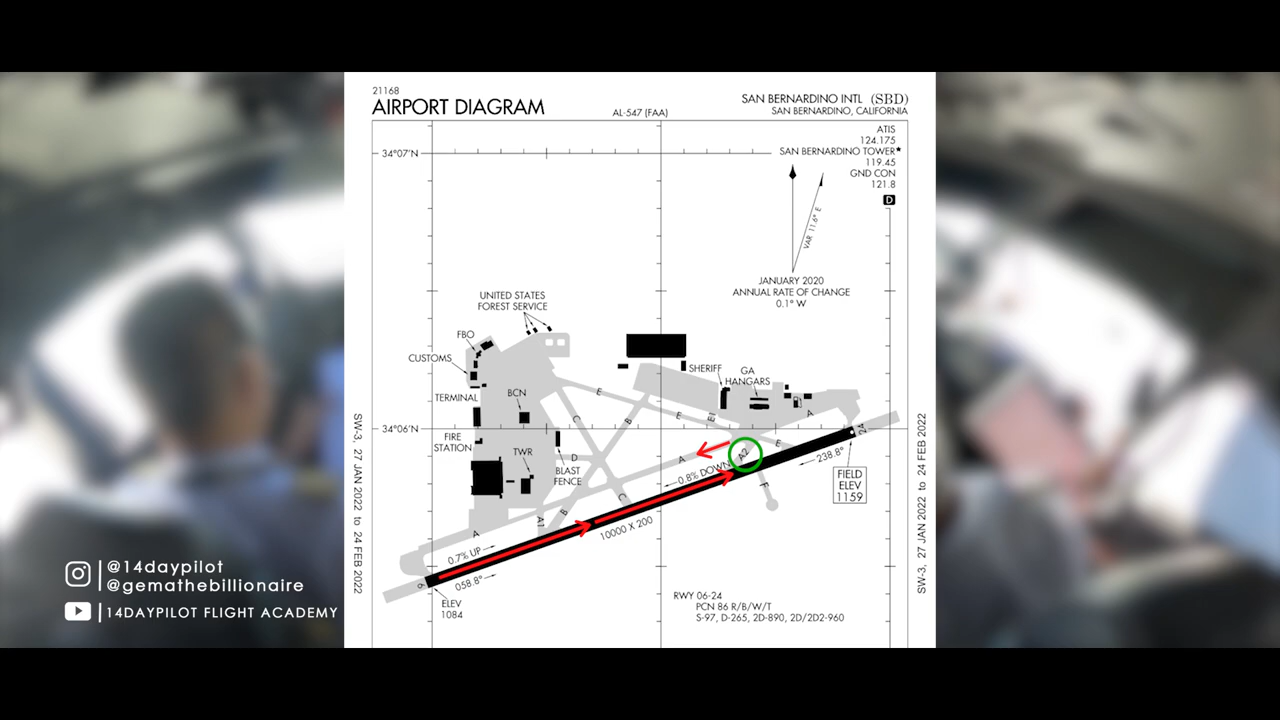 21168
AIRPORT DIAGRAM
AL-547 (FAA)
SAN BERNARDINO INTL (SBD)
SAN BERNARDINO, CALIFORNIA
ATIS
124.175
SAN BERNARDINO TOWER★
119.45
GND CON
121.8
D
34°07'N
VAR 11.6° E
JANUARY 2020
ANNUAL RATE OF CHANGE
0.1° W
UNITED STATES
FOREST SERVICE
FBO
CUSTOMS
TERMINAL
BCN
SHERIFF
GA
HANGARS
E
C
B
E
E1
A
34°06'N
FIRE
STATION
TWR
D
BLAST
FENCE
A
A2
E
24
238.8°
0.8% DOWN
FIELD
ELEV
1159
F
C
A1
B
A
10000 X 200
0.7% UP
058.8°
6
ELEV
1084
RWY 06-24
PCN 86 R/B/W/T
S-97, D-265, 2D-890, 2D/2D2-960
SW-3, 27 JAN 2022 to 24 FEB 2022
SW-3, 27 JAN 2022 to 24 FEB 2022
@14daypilot
@gemathebillionaire
14DAYPILOT FLIGHT ACADEMY